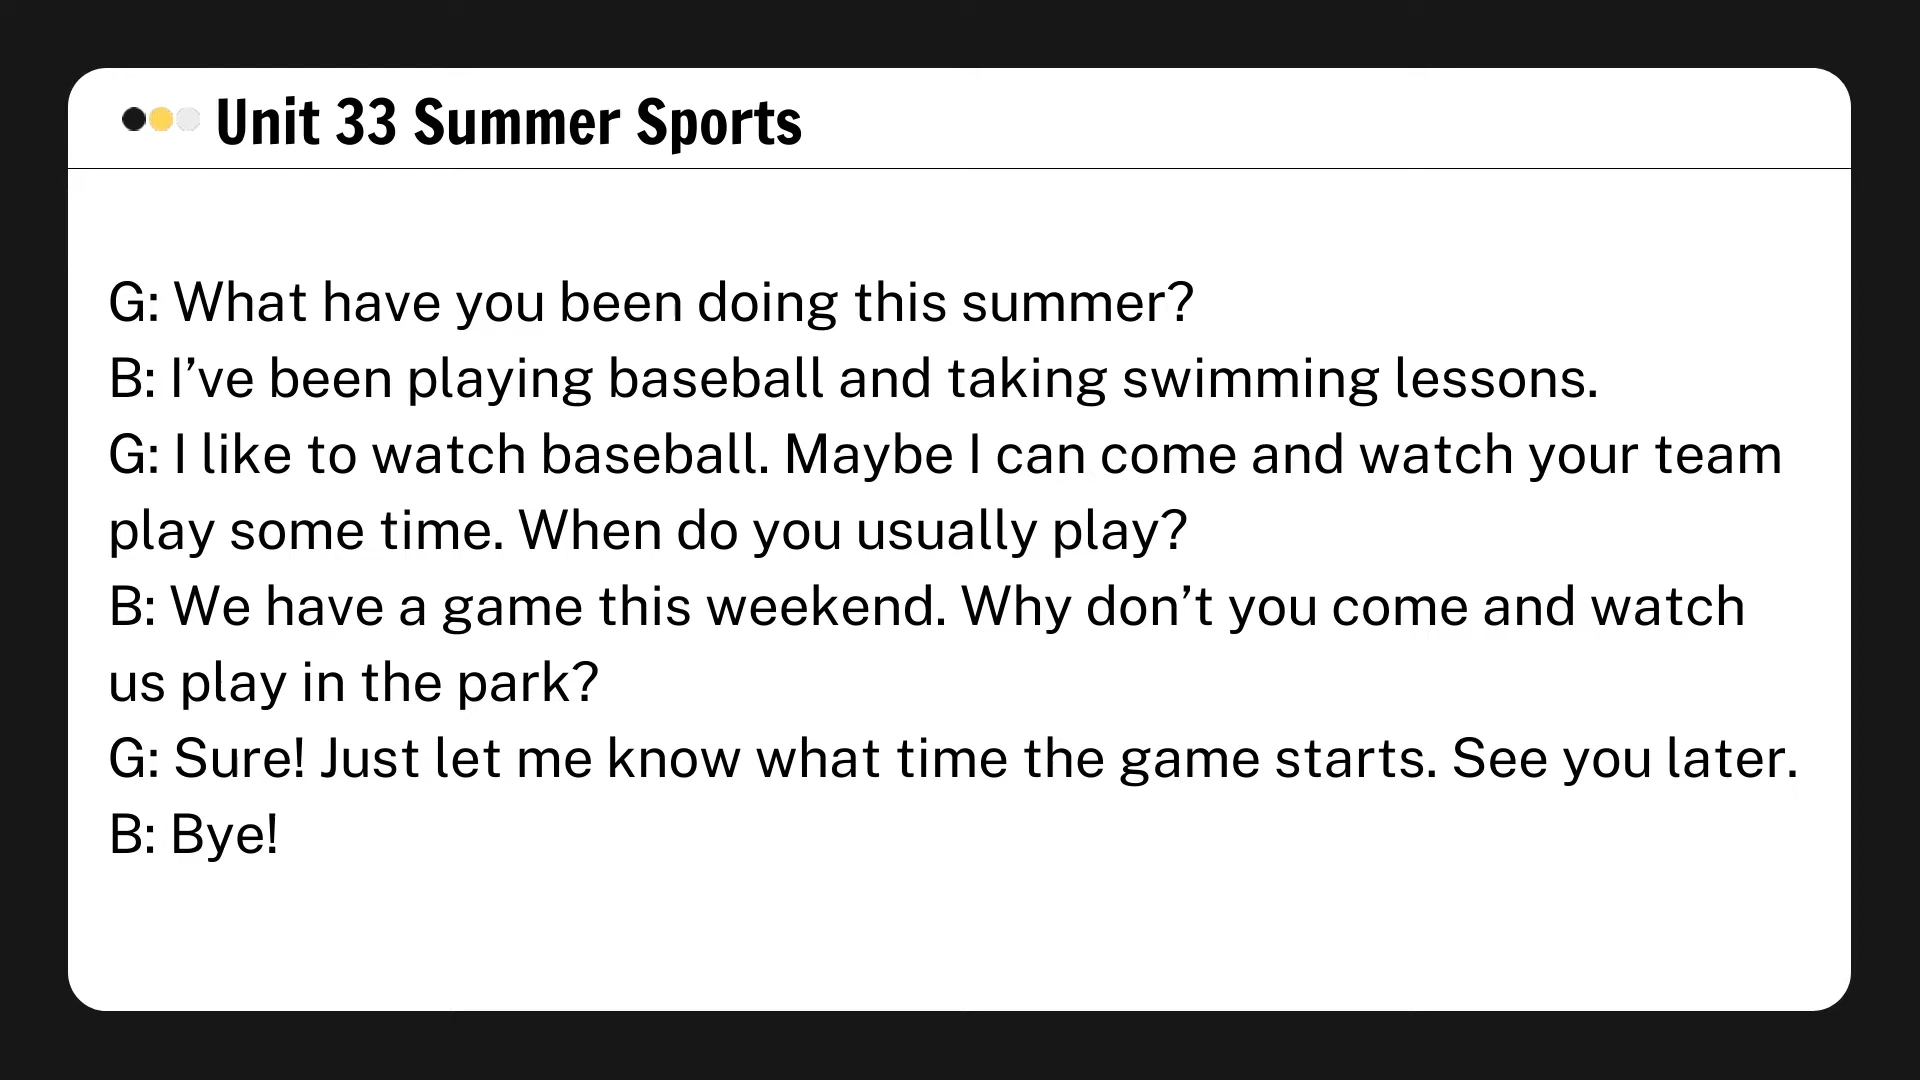 Unit 33 Summer Sports
G: What have you been doing this summer?
B: I’ve been playing baseball and taking swimming lessons.
G: I like to watch baseball. Maybe I can come and watch your team
play some time. When do you usually play?
B: We have a game this weekend. Why don’t you come and watch
us play in the park?
G: Sure! Just let me know what time the game starts. See you later.
B: Bye!